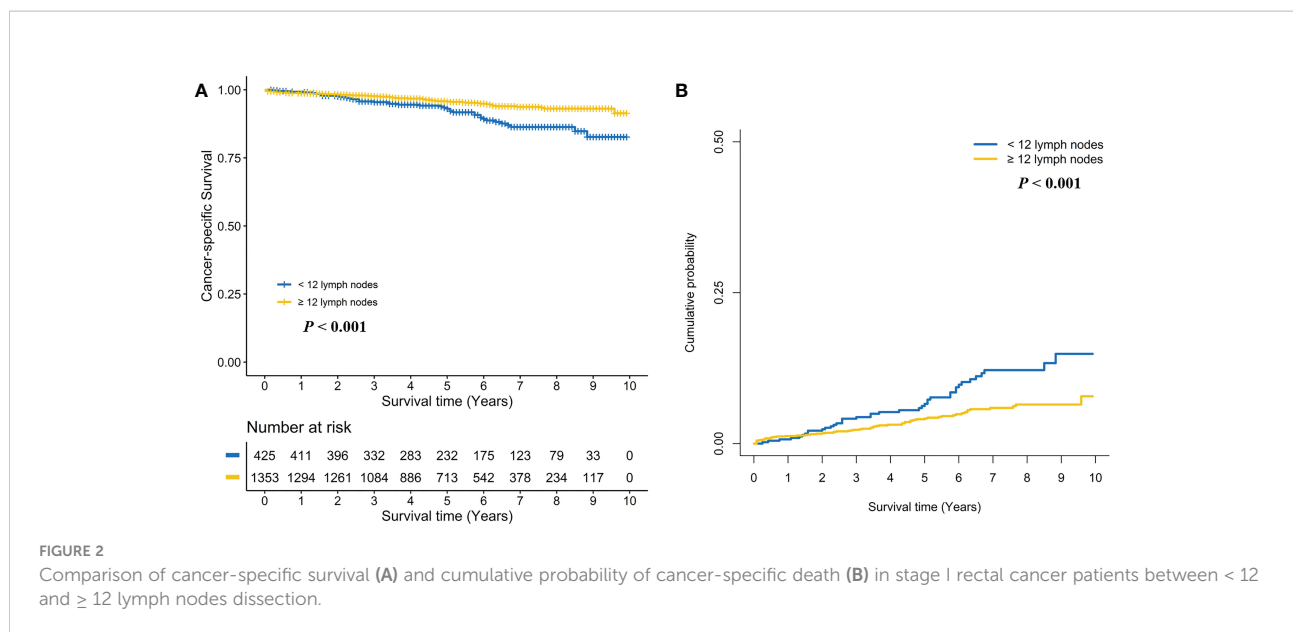 A
1.00
0.75
0.50
0.25
0.00
Cancer-specific Survival
< 12 lymph nodes
≥ 12 lymph nodes
P < 0.001
0 1 2 3 4 5 6 7 8 9 10
Survival time (Years)
Number at risk
425 411 396 332 283 232 175 123 79 33 0
1353 1294 1261 1084 886 713 542 378 234 117 0
0 1 2 3 4 5 6 7 8 9 10
Survival time (Years)
B
0.50
0.25
0.00
Cumulative probability
< 12 lymph nodes
≥ 12 lymph nodes
P < 0.001
0 1 2 3 4 5 6 7 8 9 10
Survival time (Years)
FIGURE 2
Comparison of cancer-specific survival (A) and cumulative probability of cancer-specific death (B) in stage I rectal cancer patients between < 12
and ≥ 12 lymph nodes dissection.